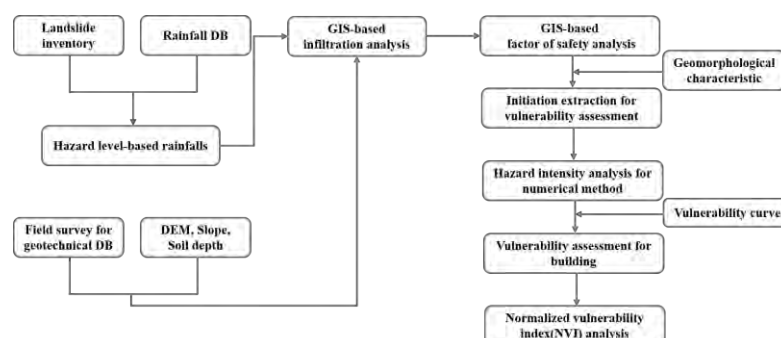 Landslide
inventory
Rainfall DB
GIS-based
infiltration analysis
GIS-based
factor of safety analysis
Geomorphological
characteristic
Initiation extraction for
vulnerability assessment
Hazard level-based rainfalls
Hazard intensity analysis for
numerical method
Vulnerability curve
Field survey for
geotechnical DB
DEM, Slope,
Soil depth
Vulnerability assessment for
building
Normalized vulnerability
index(NVI) analysis